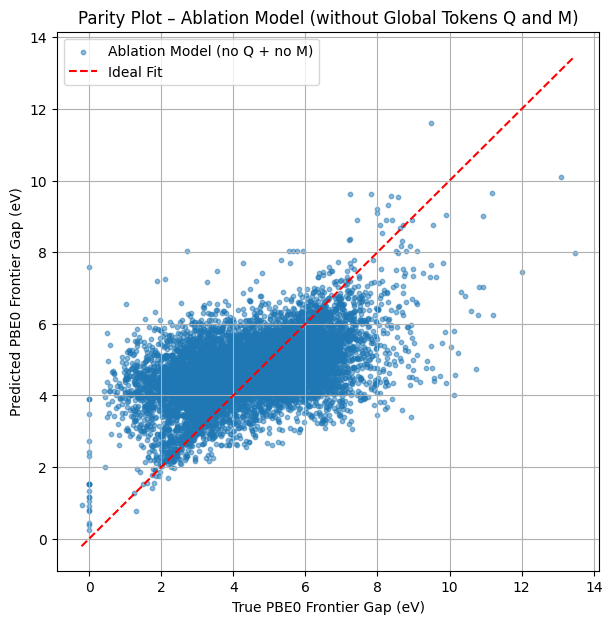 Parity Plot – Ablation Model (without Global Tokens Q and M)
Ablation Model (no Q + no M)
Ideal Fit
Predicted PBE0 Frontier Gap (eV)
14
12
10
8
6
4
2
0
0 2 4 6 8 10 12 14
True PBE0 Frontier Gap (eV)